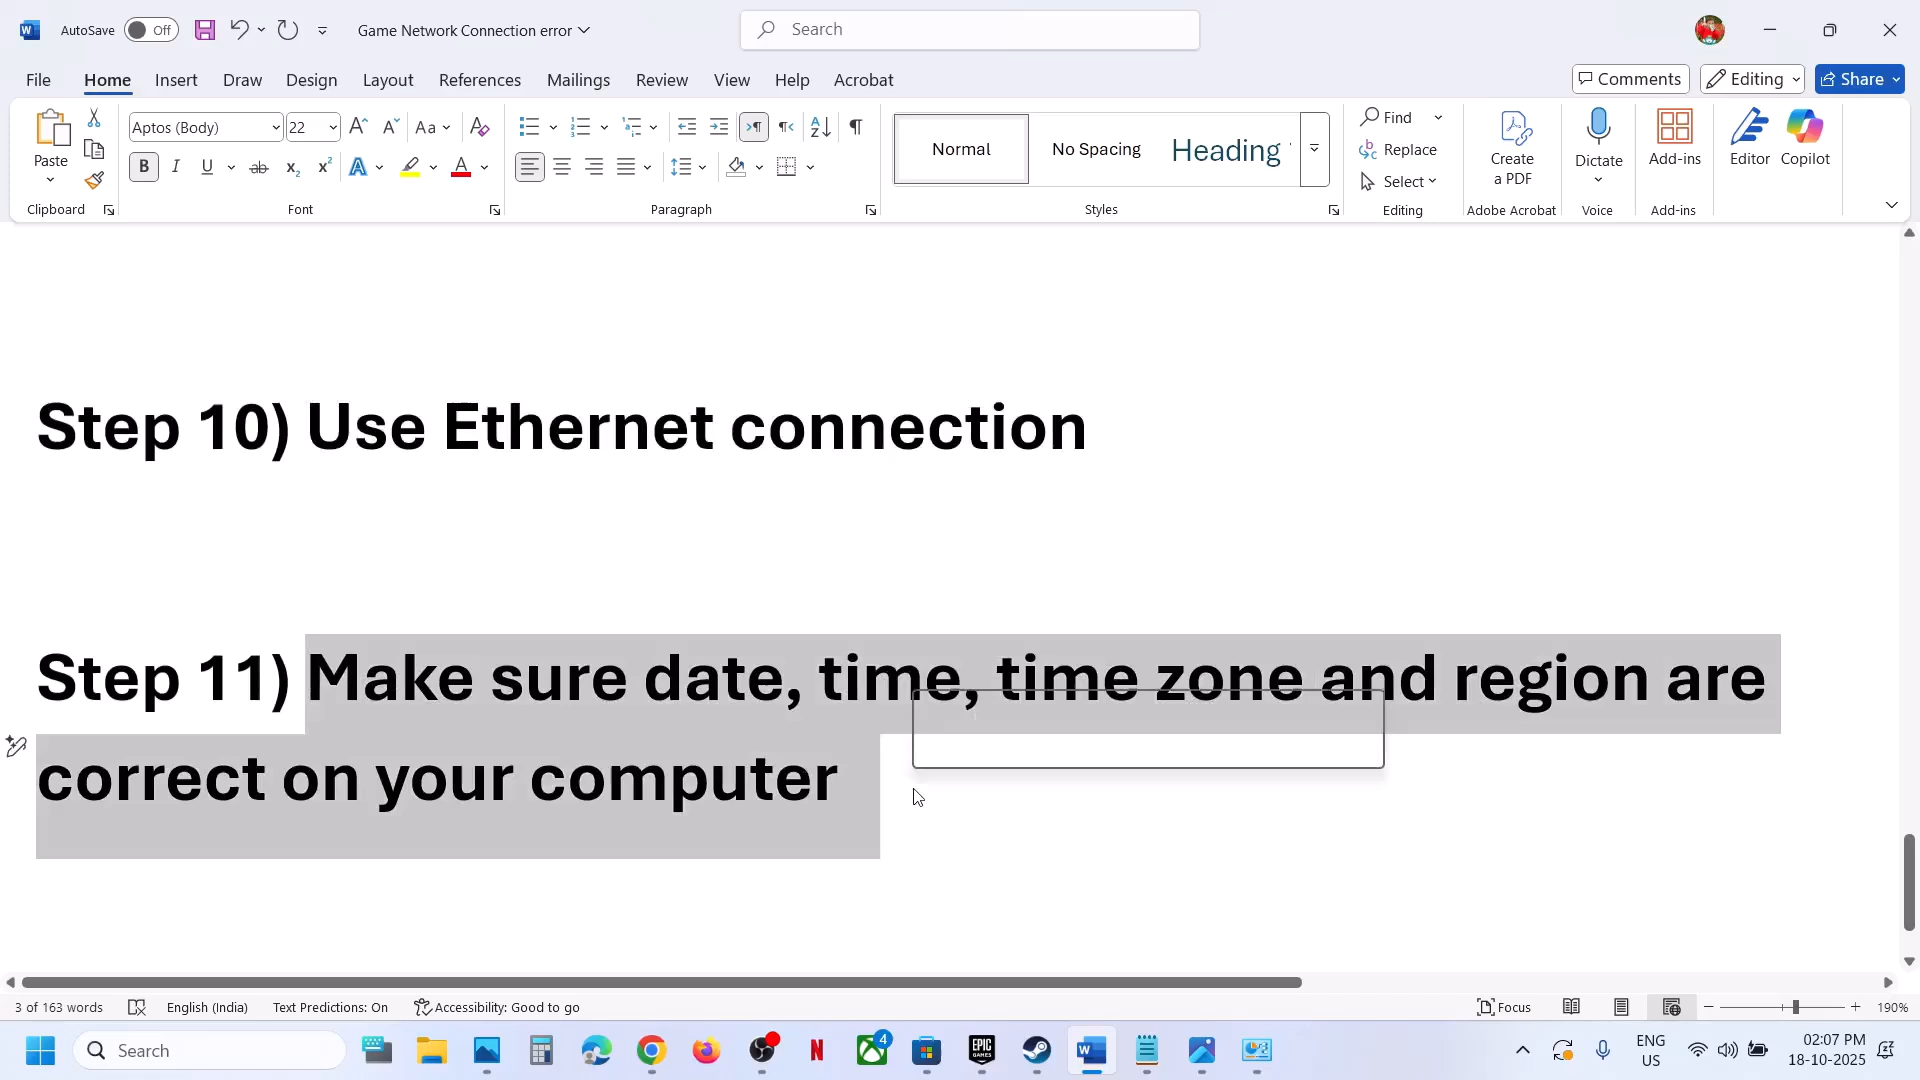 AutoSave Off Game Network Connection error Search
File Home Insert Draw Design Layout References Mailings Review View Help Acrobat Comments Editing Share
Paste Aptos (Body) 22 Normal No Spacing Heading Find Replace Select Create a PDF Dictate Add-ins Editor Copilot
Clipboard Font Paragraph Styles Editing Adobe Acrobat Voice Add-ins
Step 10) Use Ethernet connection
Step 11) Make sure date, time, time zone and region are
correct on your computer
3 of 163 words English (India) Text Predictions: On Accessibility: Good to go Focus 190%
Search 4 EPIC GAMES ENG US 02:07 PM 18-10-2025